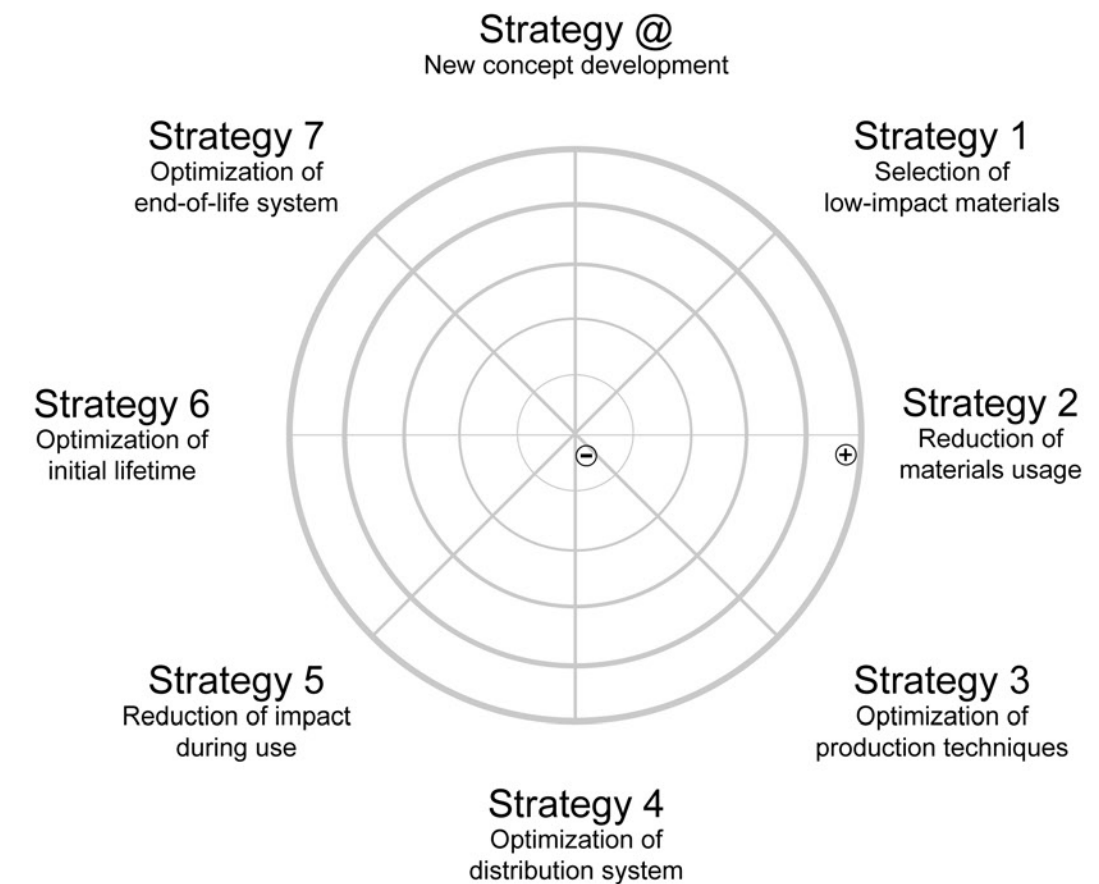 Strategy @
New concept development
Strategy 1
Selection of
low-impact materials
Strategy 2
Reduction of
materials usage
Strategy 3
Optimization of
production techniques
Strategy 4
Optimization of
distribution system
Strategy 5
Reduction of impact
during use
Strategy 6
Optimization of
initial lifetime
Strategy 7
Optimization of
end-of-life system
−
+